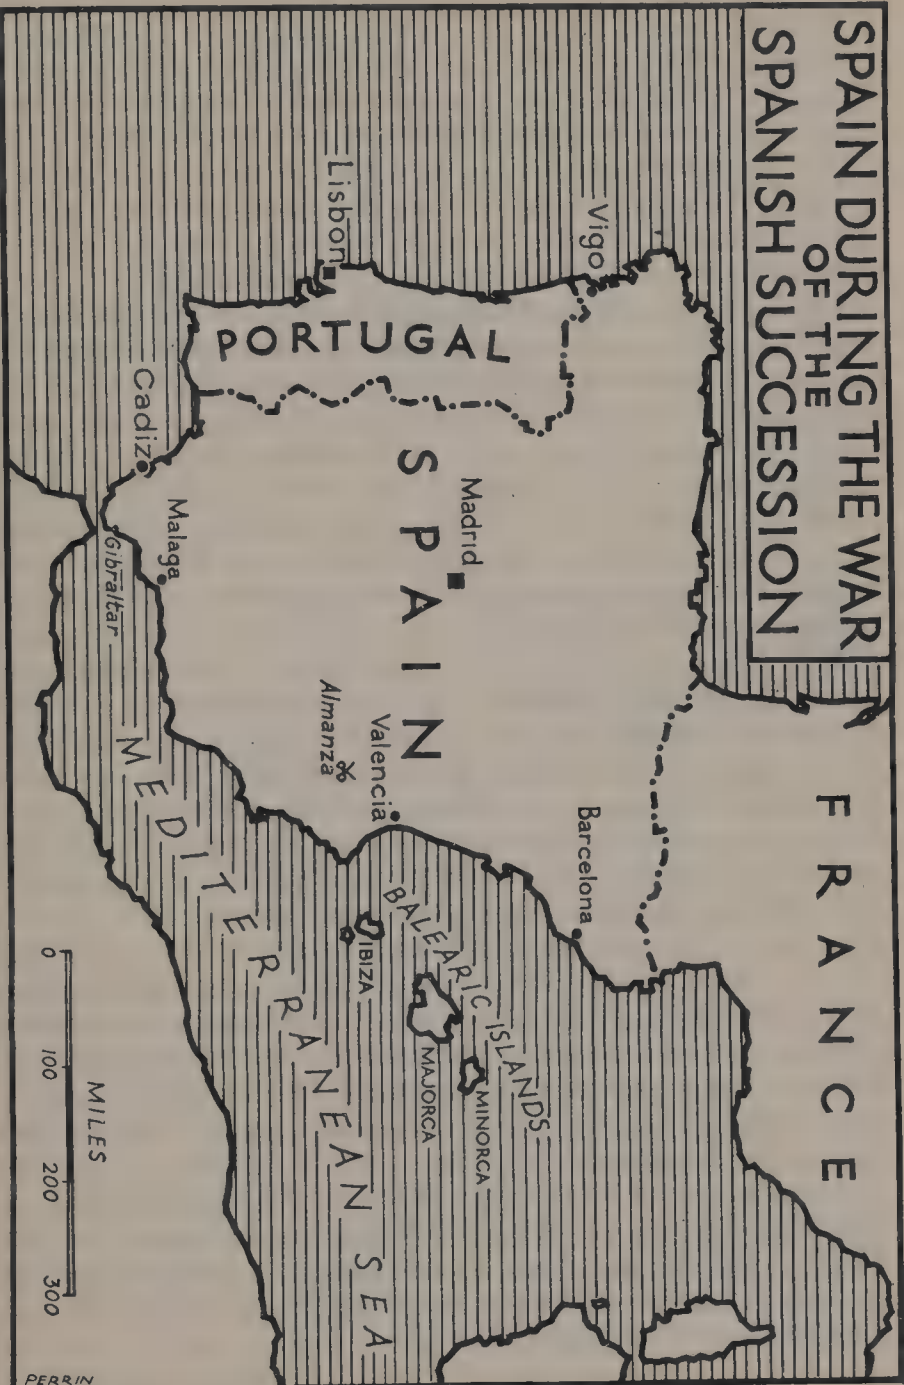 SPAIN DURING THE WAR
OF THE
SPANISH SUCCESSION
FRANCE
Vigo
Barcelona
Madrid
PORTUGAL
SPAIN
Lisbon
Valencia
Almanza
BALEARIC ISLANDS
MINORCA
MAJORCA
IBIZA
Cadiz
Malaga
Gibraltar
MEDITERRANEAN SEA
MILES
0 100 200 300
PERRIN